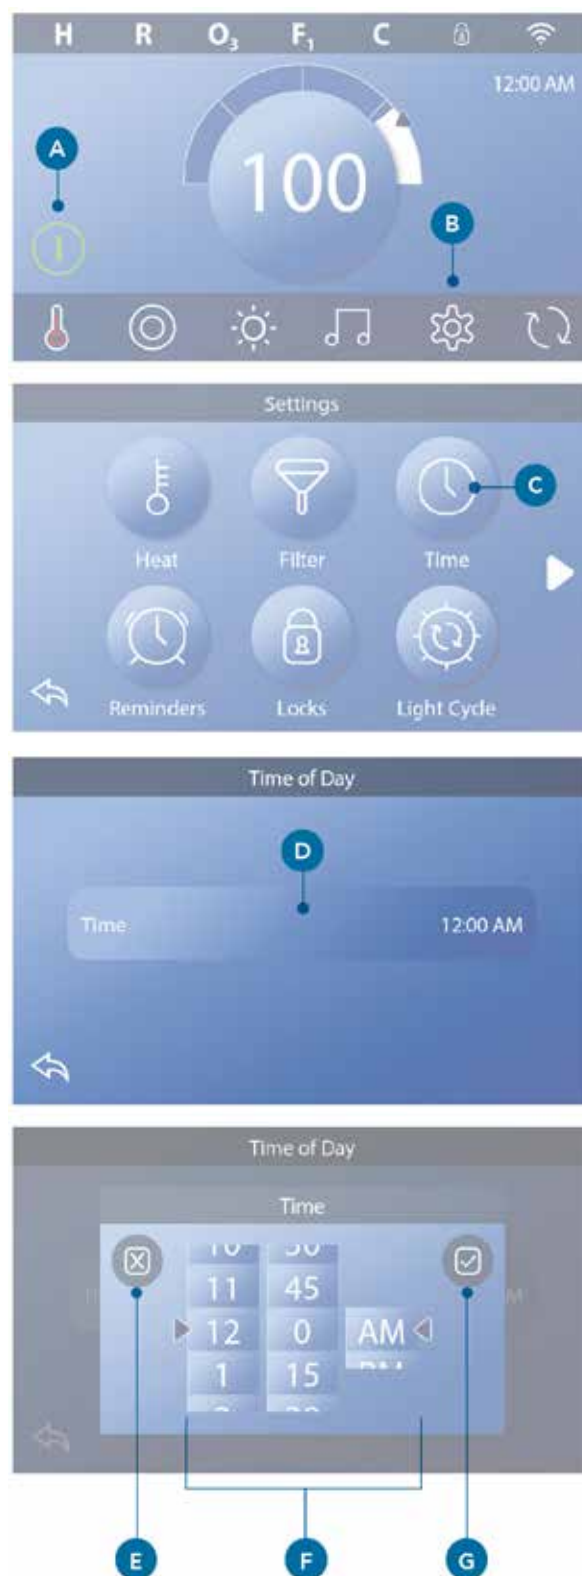 H R O₃ F₁ C
12:00 AM
A
100
B
Settings
C
Heat Filter Time
Reminders Locks Light Cycle
Time of Day
D
Time 12:00 AM
Time of Day
Time
11 45
12 0 AM
1 15
E F G